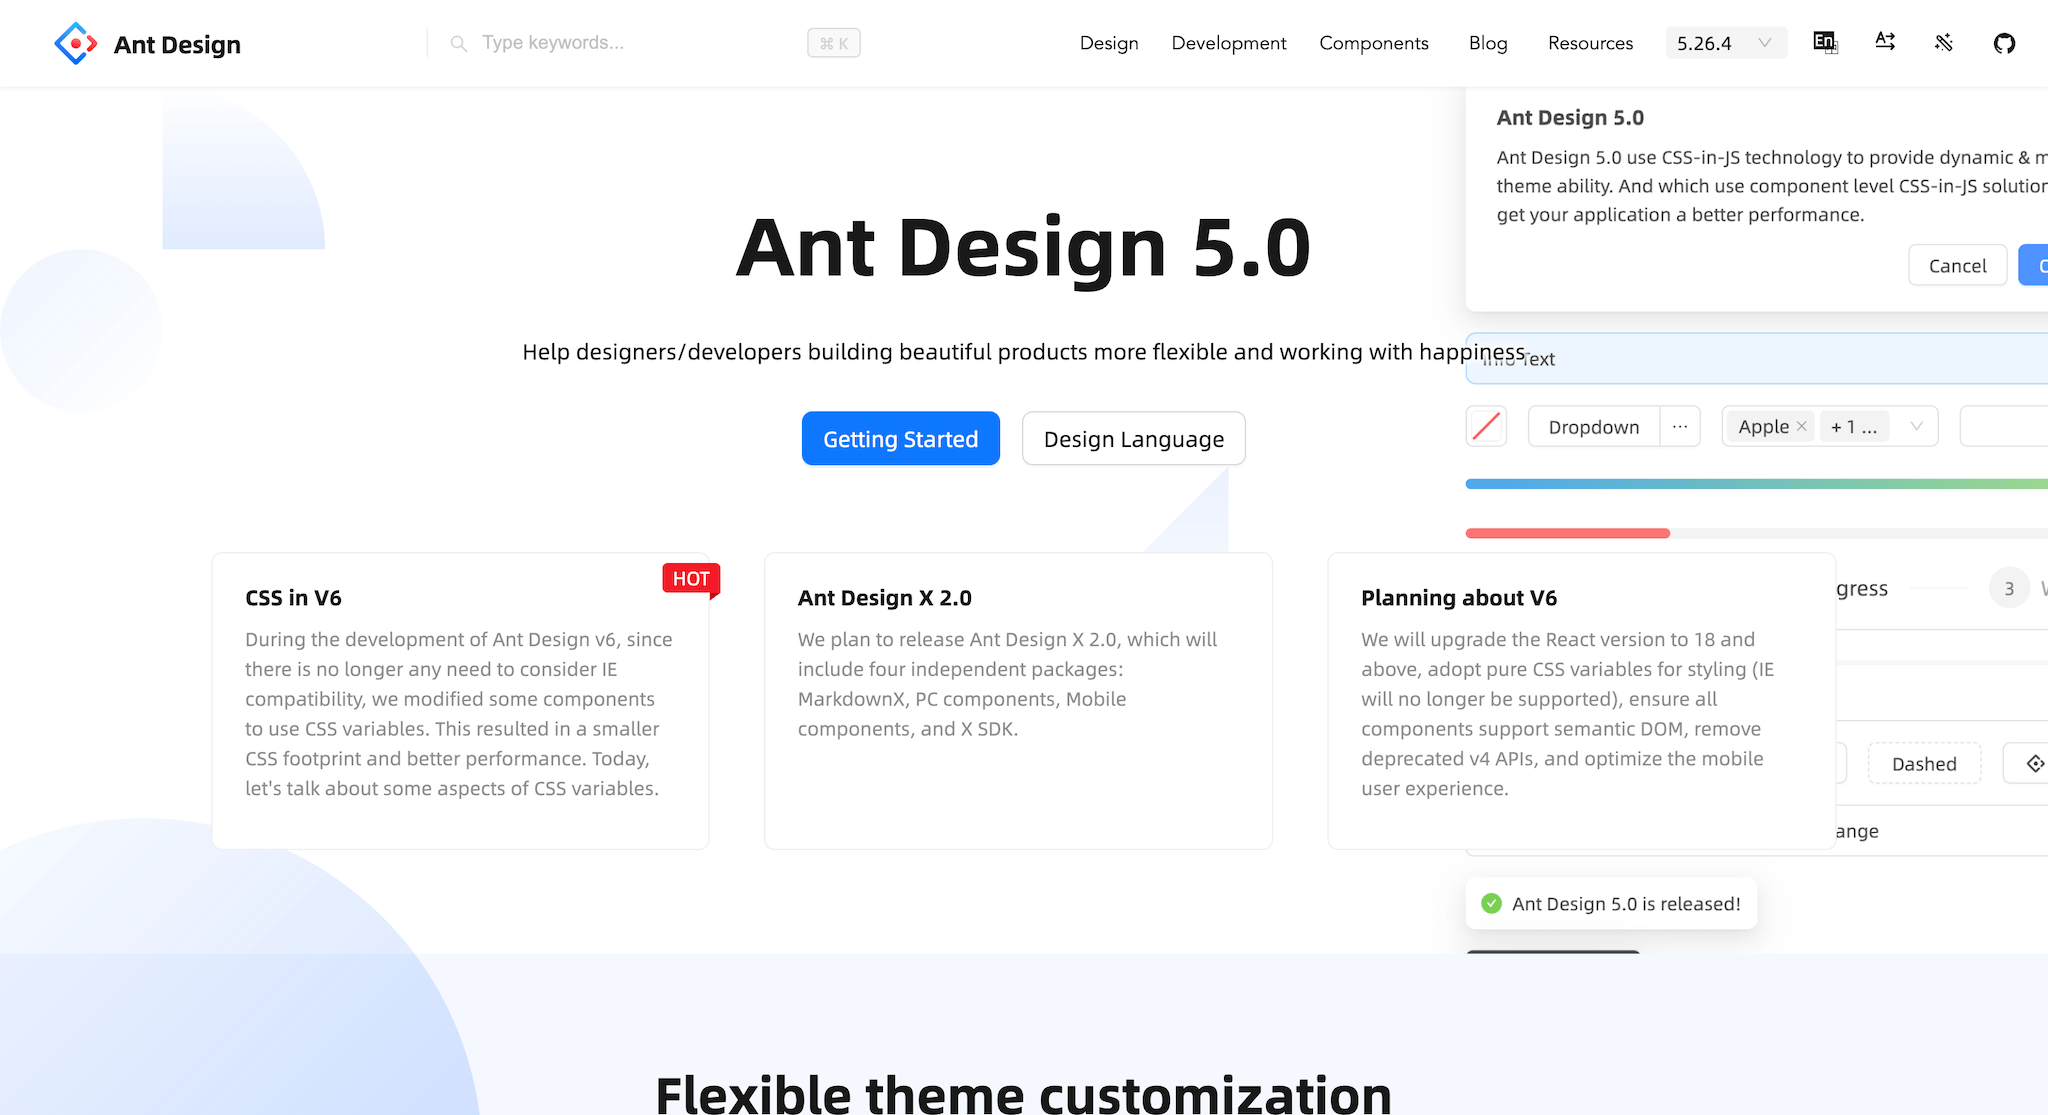 Ant Design
Type keywords...
⌘ K
Design
Development
Components
Blog
Resources
5.26.4
En
Ant Design 5.0
Ant Design 5.0 use CSS-in-JS technology to provide dynamic & m
theme ability. And which use component level CSS-in-JS solution
get your application a better performance.
Cancel
Ant Design 5.0
Help designers/developers building beautiful products more flexible and working with happiness.
Info Text
Getting Started
Design Language
Dropdown
···
Apple
+ 1 ...
CSS in V6
HOT
During the development of Ant Design v6, since
there is no longer any need to consider IE
compatibility, we modified some components
to use CSS variables. This resulted in a smaller
CSS footprint and better performance. Today,
let's talk about some aspects of CSS variables.
Ant Design X 2.0
We plan to release Ant Design X 2.0, which will
include four independent packages:
MarkdownX, PC components, Mobile
components, and X SDK.
Planning about V6
We will upgrade the React version to 18 and
above, adopt pure CSS variables for styling (IE
will no longer be supported), ensure all
components support semantic DOM, remove
deprecated v4 APIs, and optimize the mobile
user experience.
gress
3
Dashed
ange
Ant Design 5.0 is released!
Flexible theme customization